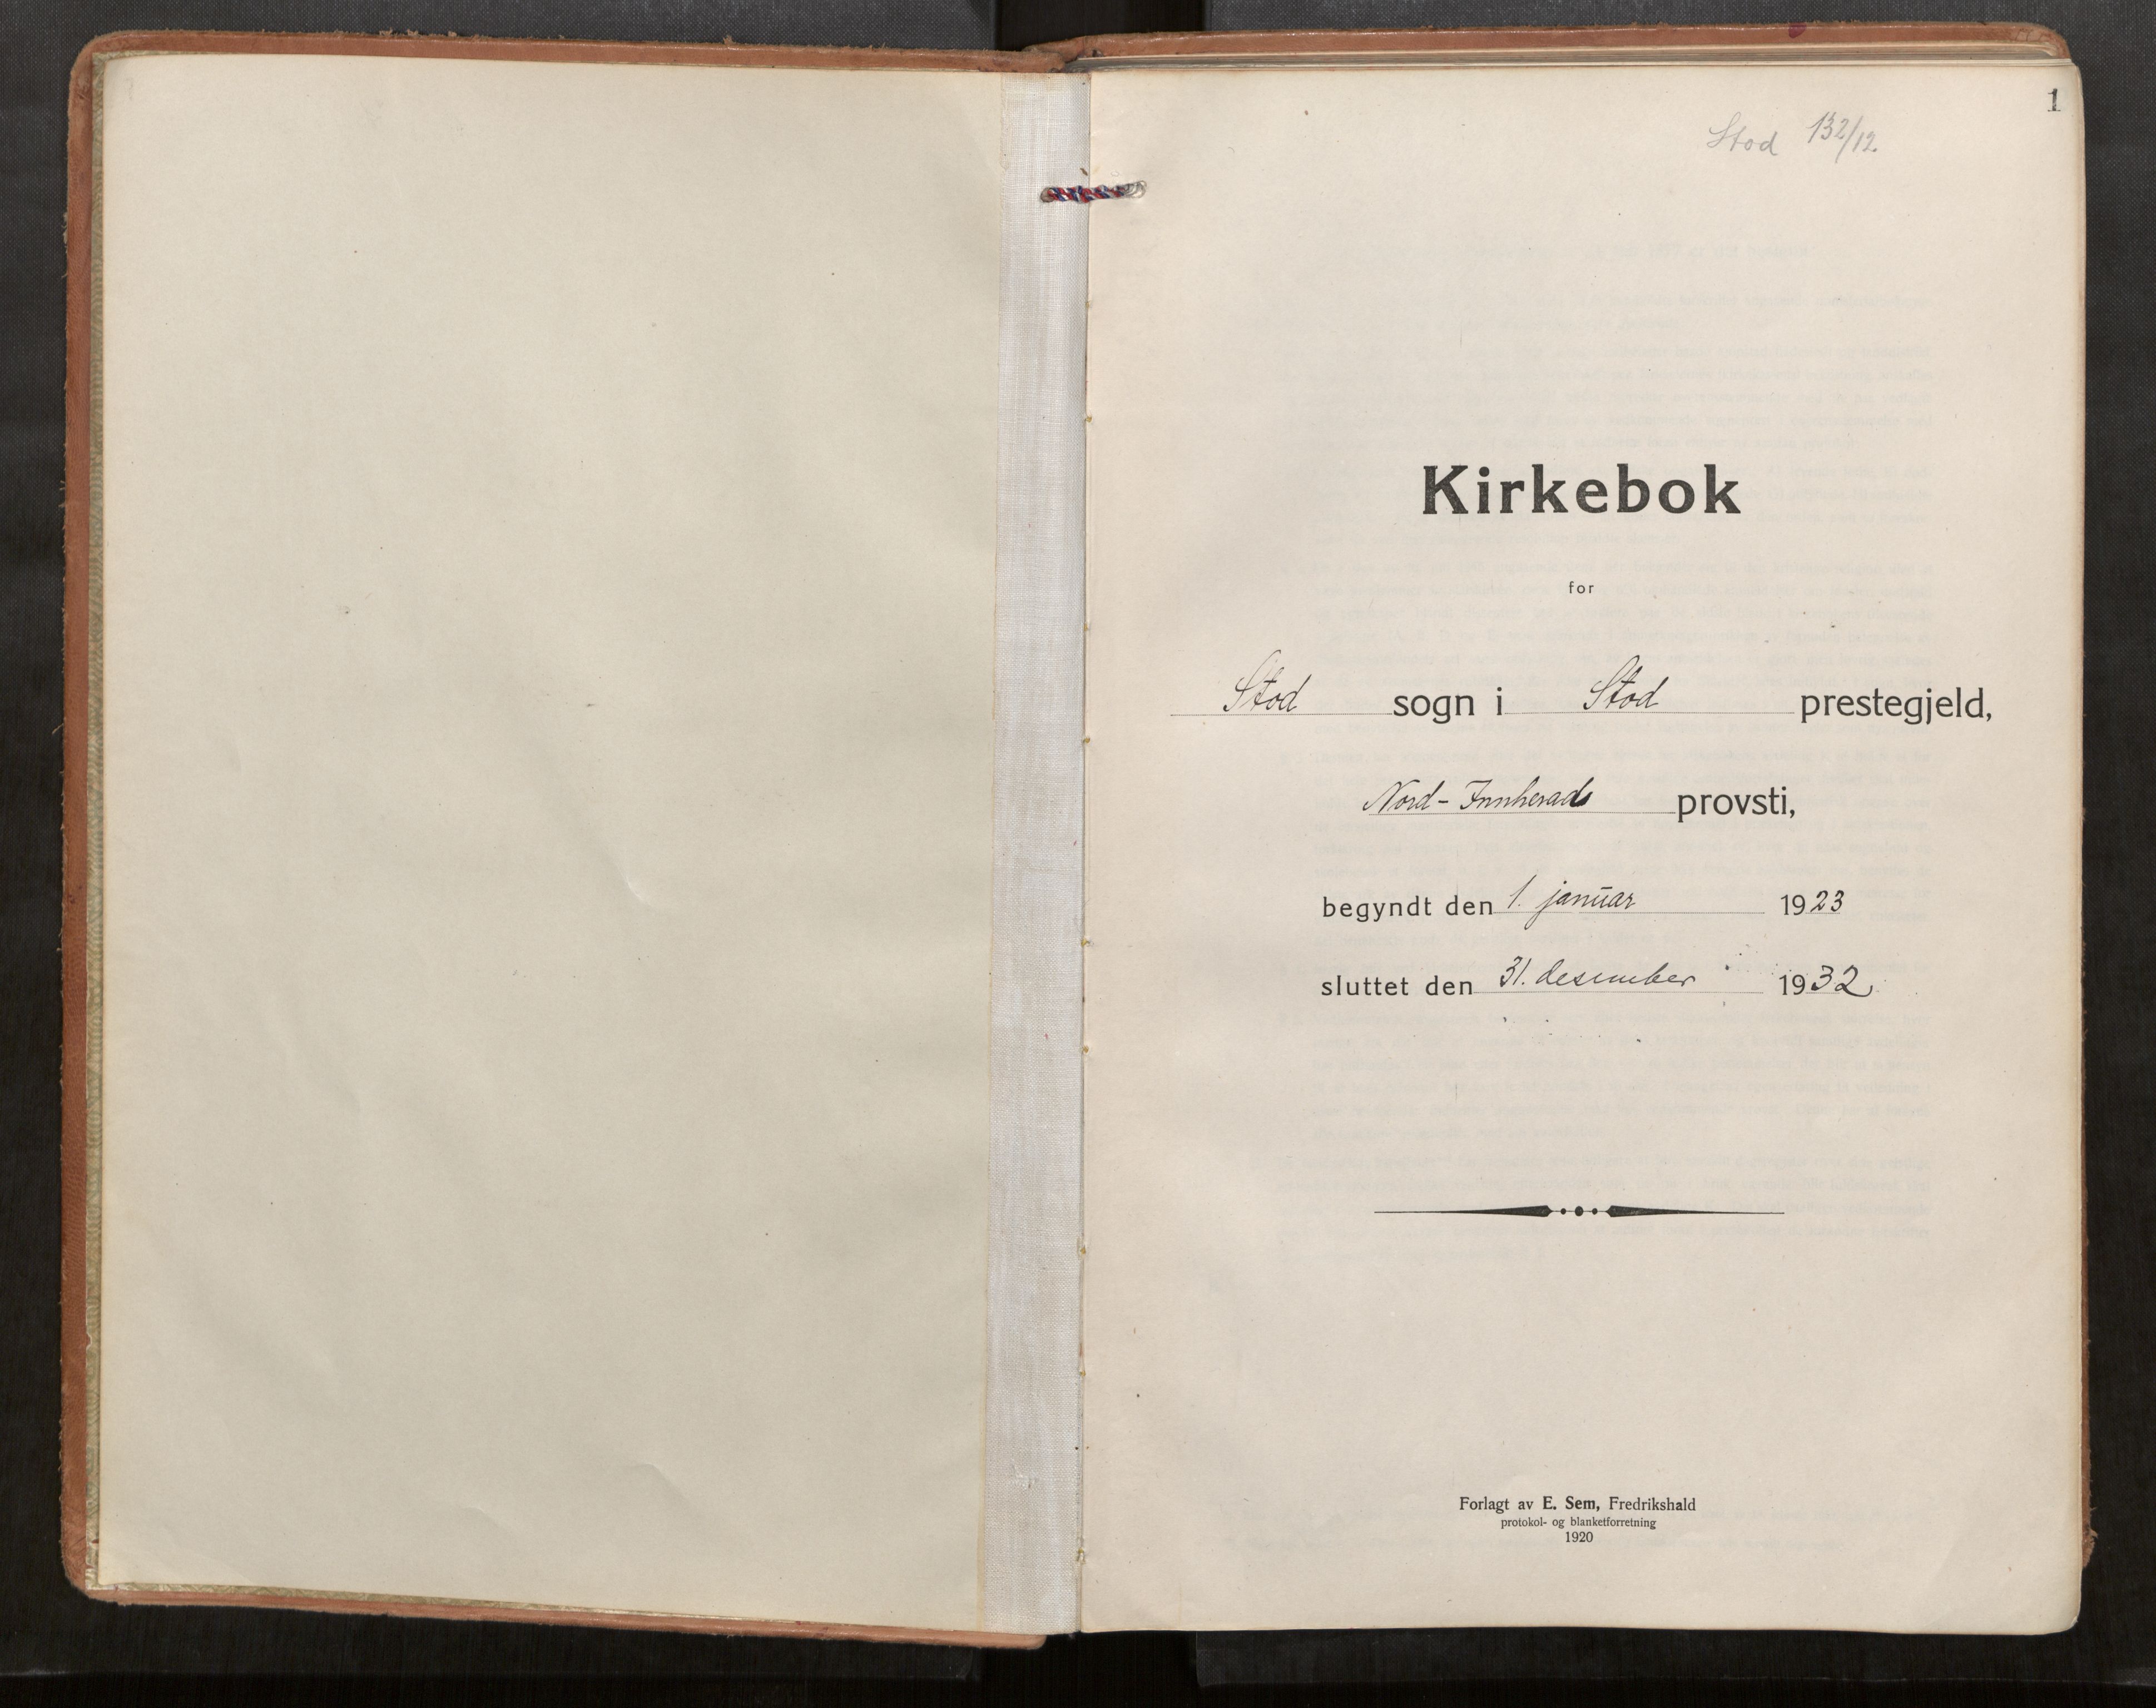 1
Stod 132/12.
Kirkebok
for
Stod sogn i Stod prestegjeld,
Nord-Innherads provsti,
begyndt den 1. januar 1923
sluttet den 31. desember 1932
Forlagt av E. Sem, Fredrikshald
protokol- og blanketforretning
1920